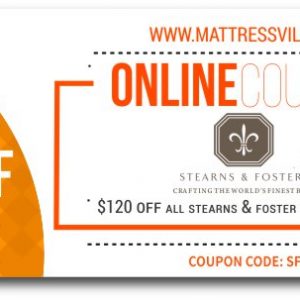 WWW.MATTRESSVIL
ONLINECOU
F
STEARNS & FOSTER
CRAFTING THE WORLD'S FINEST B
$120 OFF ALL STEARNS & FOSTER
COUPON CODE: SF